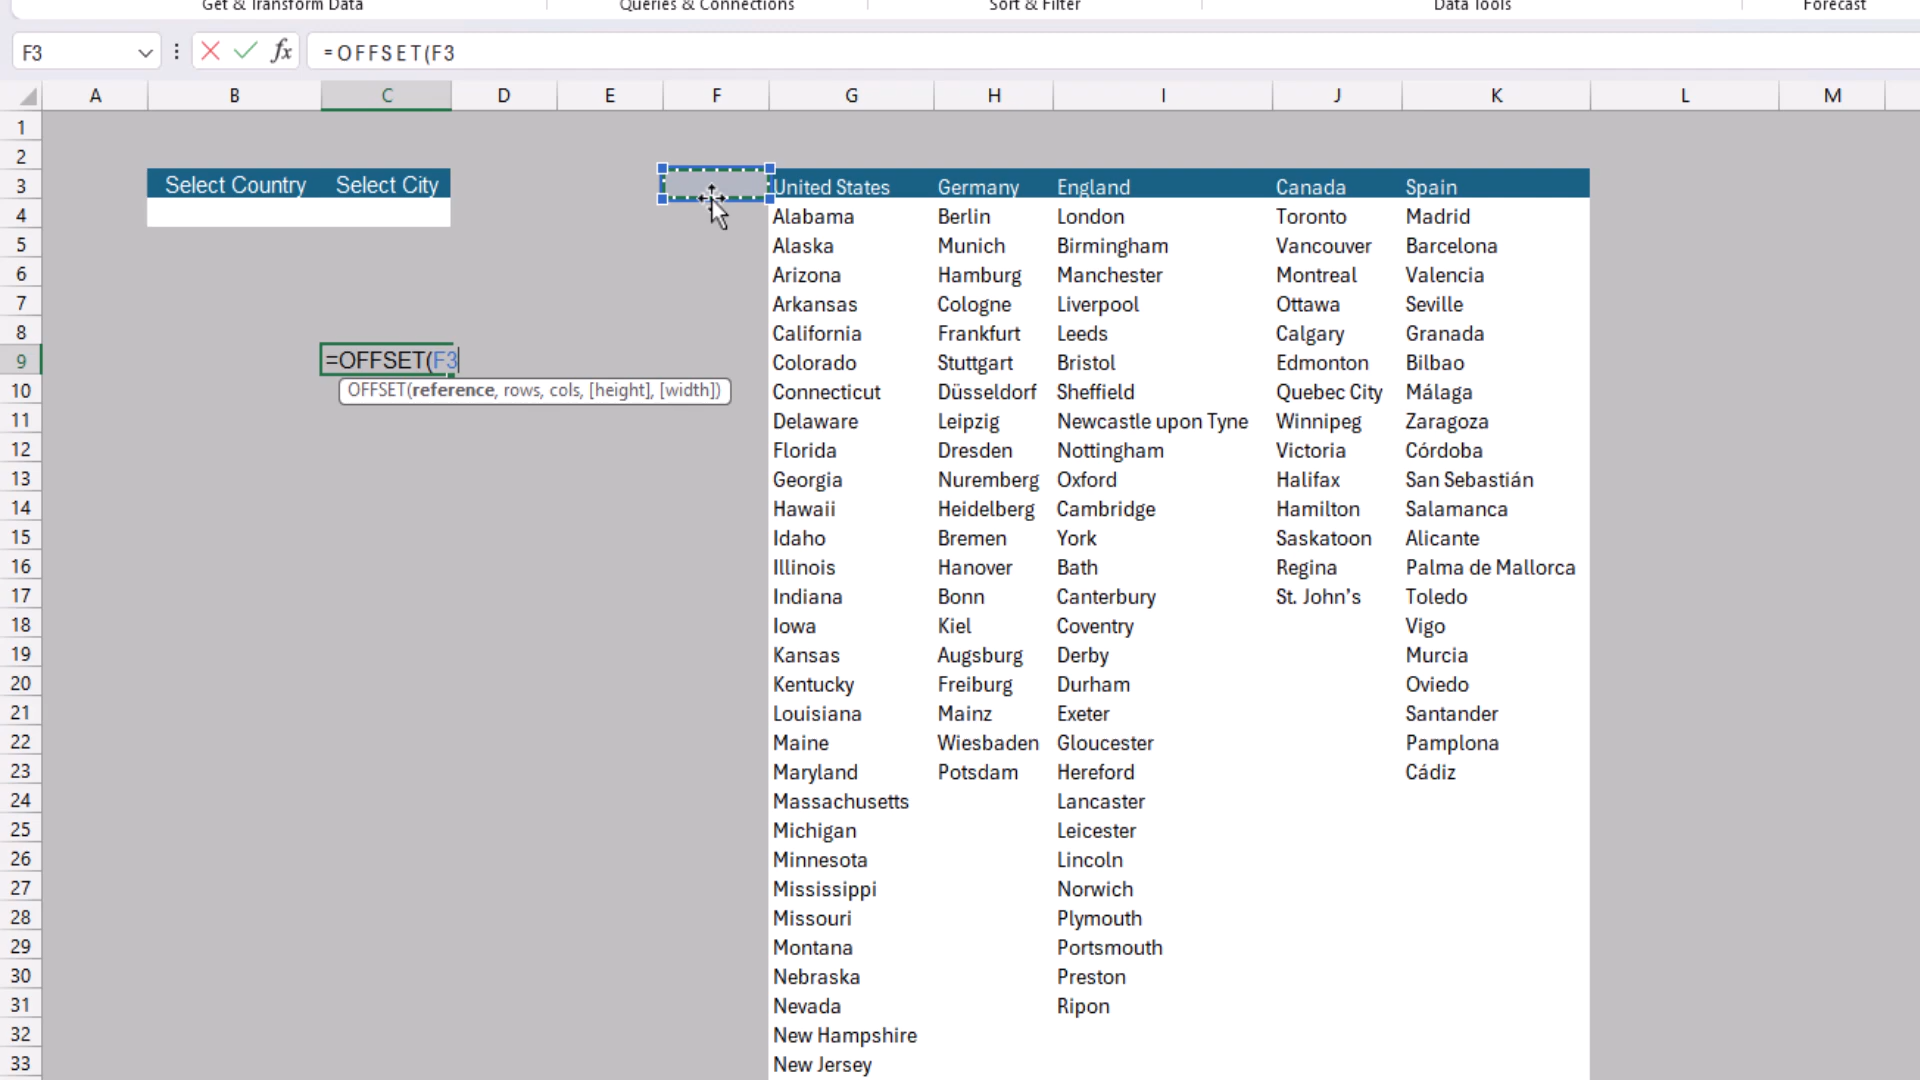 Get & Transform Data Queries & Connections Sort & Filter Data Tools Forecast
F3 fx =OFFSET(F3
A B C D E F G H I J K L M
1
2
3 Select Country Select City United States Germany England Canada Spain
4 Alabama Berlin London Toronto Madrid
5 Alaska Munich Birmingham Vancouver Barcelona
6 Arizona Hamburg Manchester Montreal Valencia
7 Arkansas Cologne Liverpool Ottawa Seville
8 California Frankfurt Leeds Calgary Granada
9 =OFFSET(F3 Colorado Stuttgart Bristol Edmonton Bilbao
10 OFFSET(reference, rows, cols, [height], [width]) Connecticut Düsseldorf Sheffield Quebec City Málaga
11 Delaware Leipzig Newcastle upon Tyne Winnipeg Zaragoza
12 Florida Dresden Nottingham Victoria Córdoba
13 Georgia Nuremberg Oxford Halifax San Sebastián
14 Hawaii Heidelberg Cambridge Hamilton Salamanca
15 Idaho Bremen York Saskatoon Alicante
16 Illinois Hanover Bath Regina Palma de Mallorca
17 Indiana Bonn Canterbury St. John’s Toledo
18 Iowa Kiel Coventry Vigo
19 Kansas Augsburg Derby Murcia
20 Kentucky Freiburg Durham Oviedo
21 Louisiana Mainz Exeter Santander
22 Maine Wiesbaden Gloucester Pamplona
23 Maryland Potsdam Hereford Cádiz
24 Massachusetts Lancaster
25 Michigan Leicester
26 Minnesota Lincoln
27 Mississippi Norwich
28 Missouri Plymouth
29 Montana Portsmouth
30 Nebraska Preston
31 Nevada Ripon
32 New Hampshire
33 New Jersey